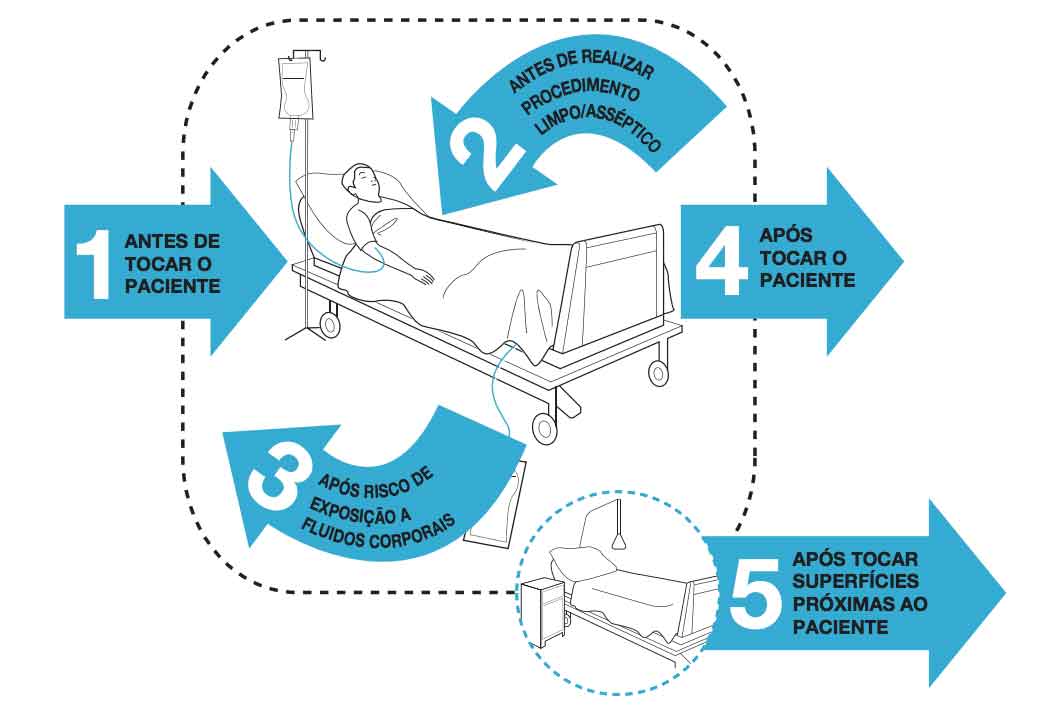 1
ANTES DE
TOCAR O
PACIENTE
2
ANTES DE REALIZAR
PROCEDIMENTO
LIMPO/ASSÉPTICO
3
APÓS RISCO DE
EXPOSIÇÃO A
FLUIDOS CORPORAIS
4
APÓS
TOCAR O
PACIENTE
5
APÓS TOCAR
SUPERFÍCIES
PRÓXIMAS AO
PACIENTE